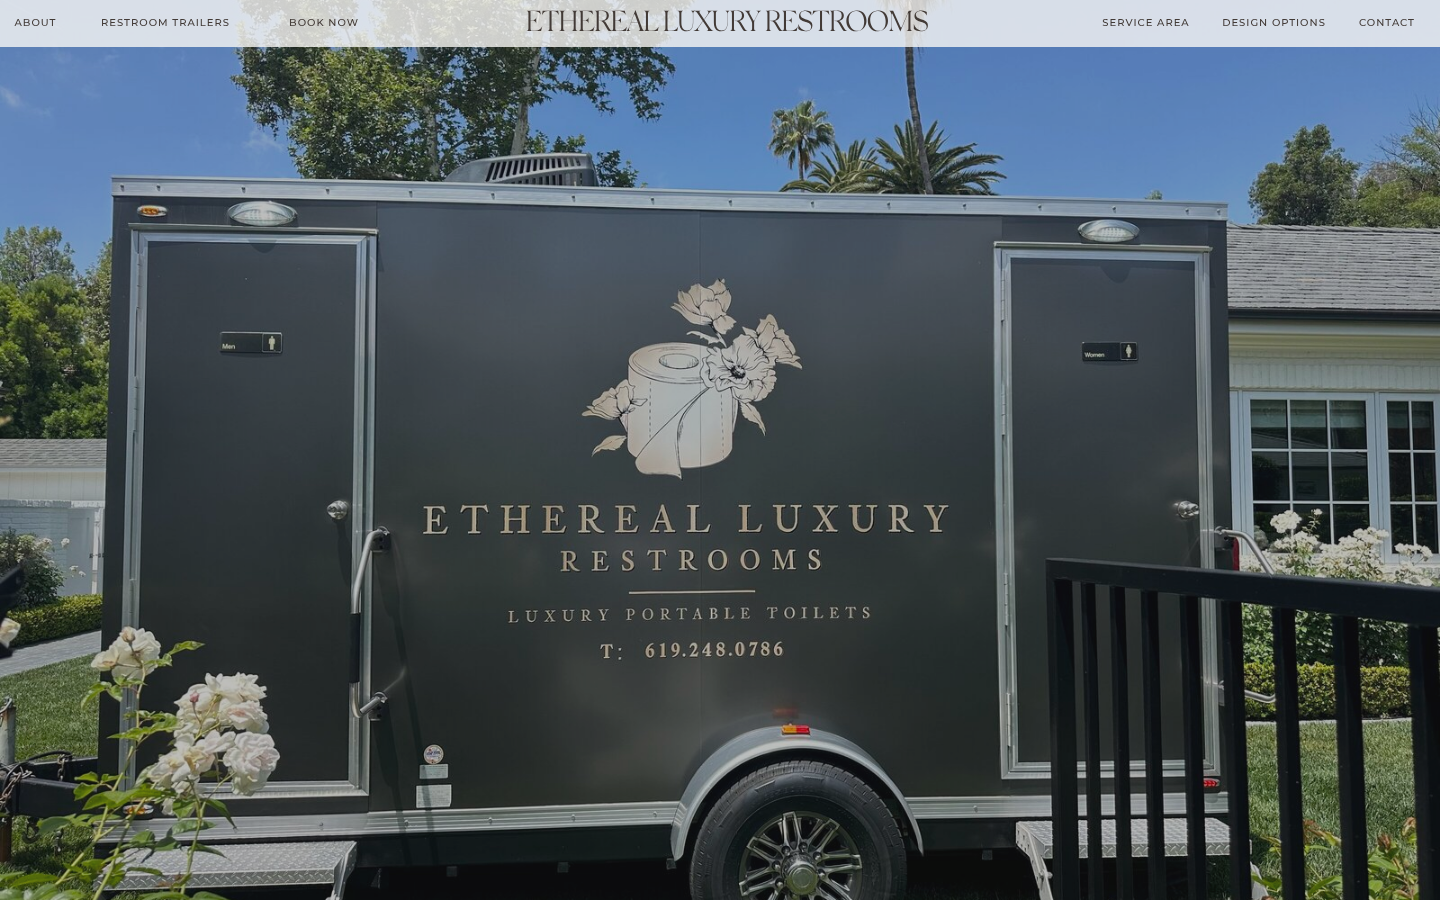 ABOUT
RESTROOM TRAILERS
BOOK NOW
ETHEREAL LUXURY RESTROOMS
SERVICE AREA
DESIGN OPTIONS
CONTACT
Men
Women
ETHEREAL LUXURY
RESTROOMS
LUXURY PORTABLE TOILETS
T: 619.248.0786